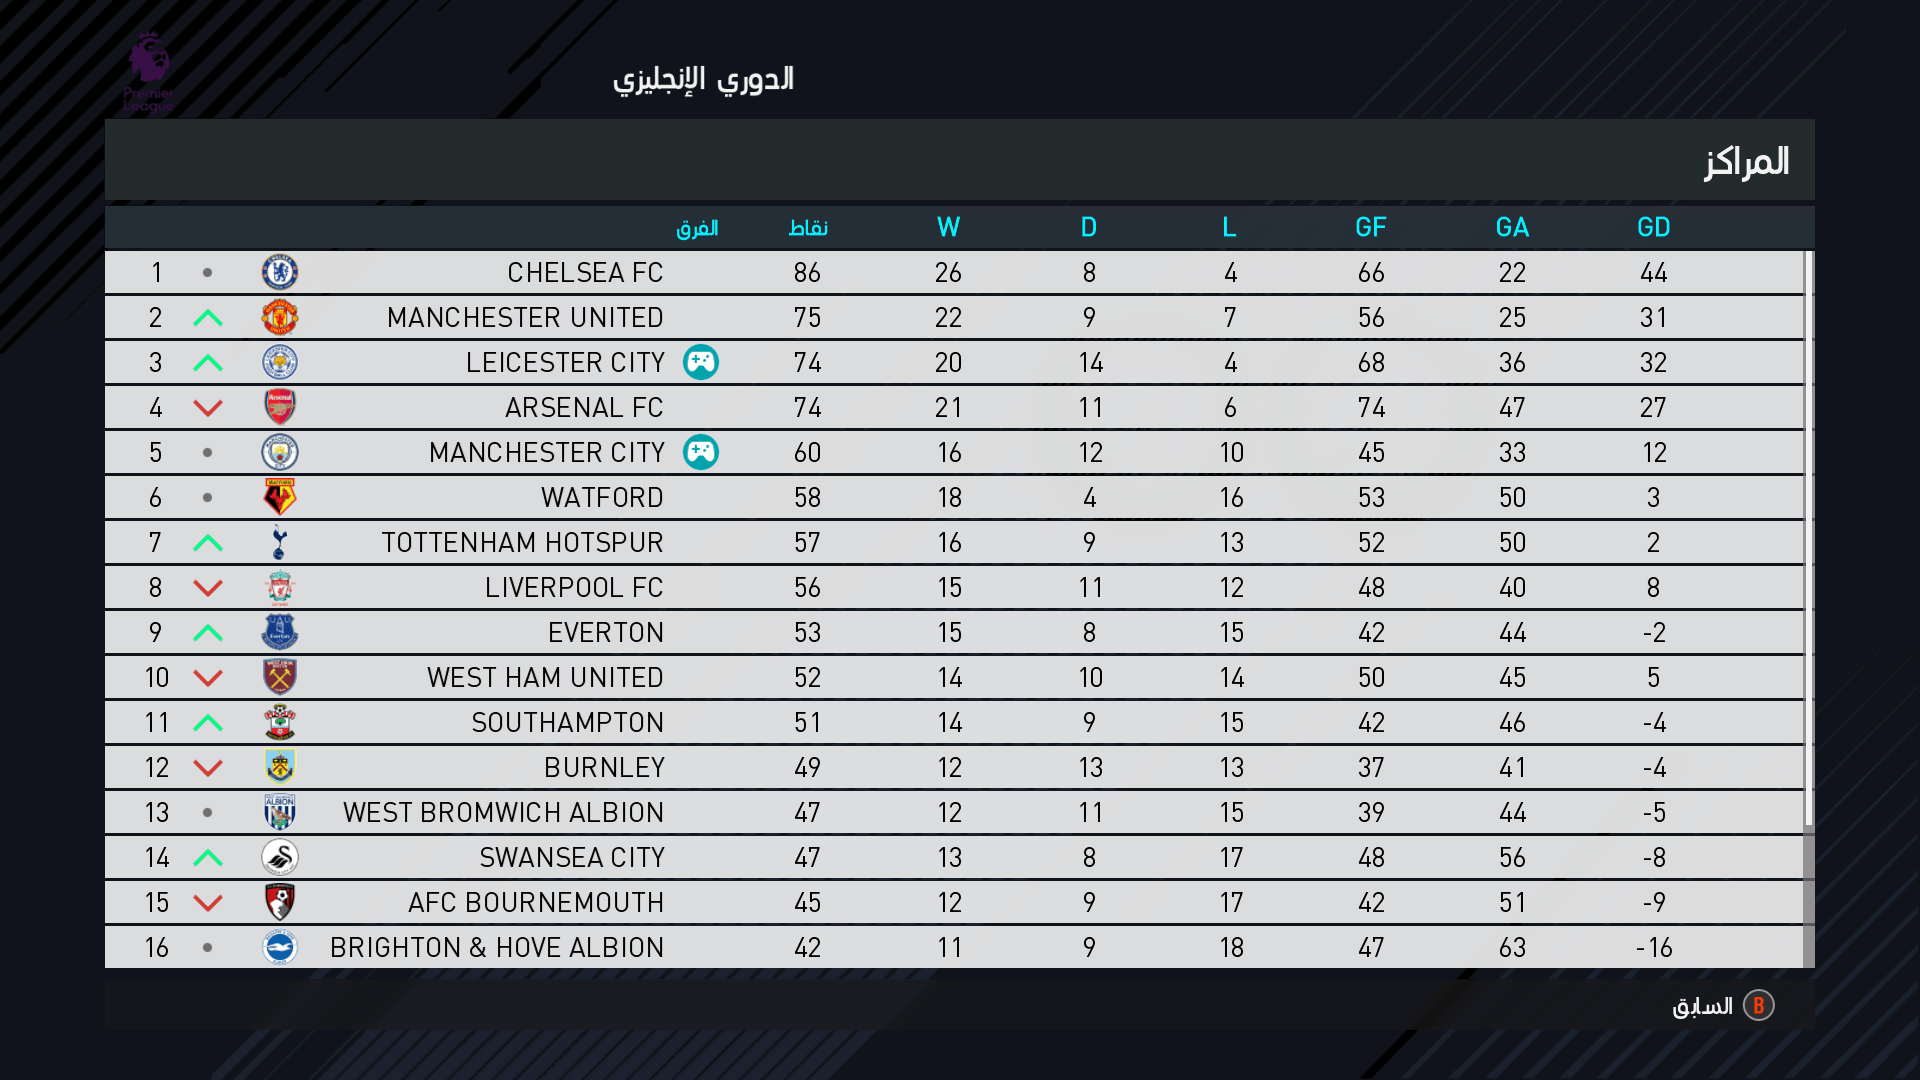 Premier League
الدوري الإنجليزي
المراكز
الفرق نقاط W D L GF GA GD
1 CHELSEA FC 86 26 8 4 66 22 44
2 MANCHESTER UNITED 75 22 9 7 56 25 31
3 LEICESTER CITY 74 20 14 4 68 36 32
4 ARSENAL FC 74 21 11 6 74 47 27
5 MANCHESTER CITY 60 16 12 10 45 33 12
6 WATFORD 58 18 4 16 53 50 3
7 TOTTENHAM HOTSPUR 57 16 9 13 52 50 2
8 LIVERPOOL FC 56 15 11 12 48 40 8
9 EVERTON 53 15 8 15 42 44 -2
10 WEST HAM UNITED 52 14 10 14 50 45 5
11 SOUTHAMPTON 51 14 9 15 42 46 -4
12 BURNLEY 49 12 13 13 37 41 -4
13 WEST BROMWICH ALBION 47 12 11 15 39 44 -5
14 SWANSEA CITY 47 13 8 17 48 56 -8
15 AFC BOURNEMOUTH 45 12 9 17 42 51 -9
16 BRIGHTON & HOVE ALBION 42 11 9 18 47 63 -16
السابق B